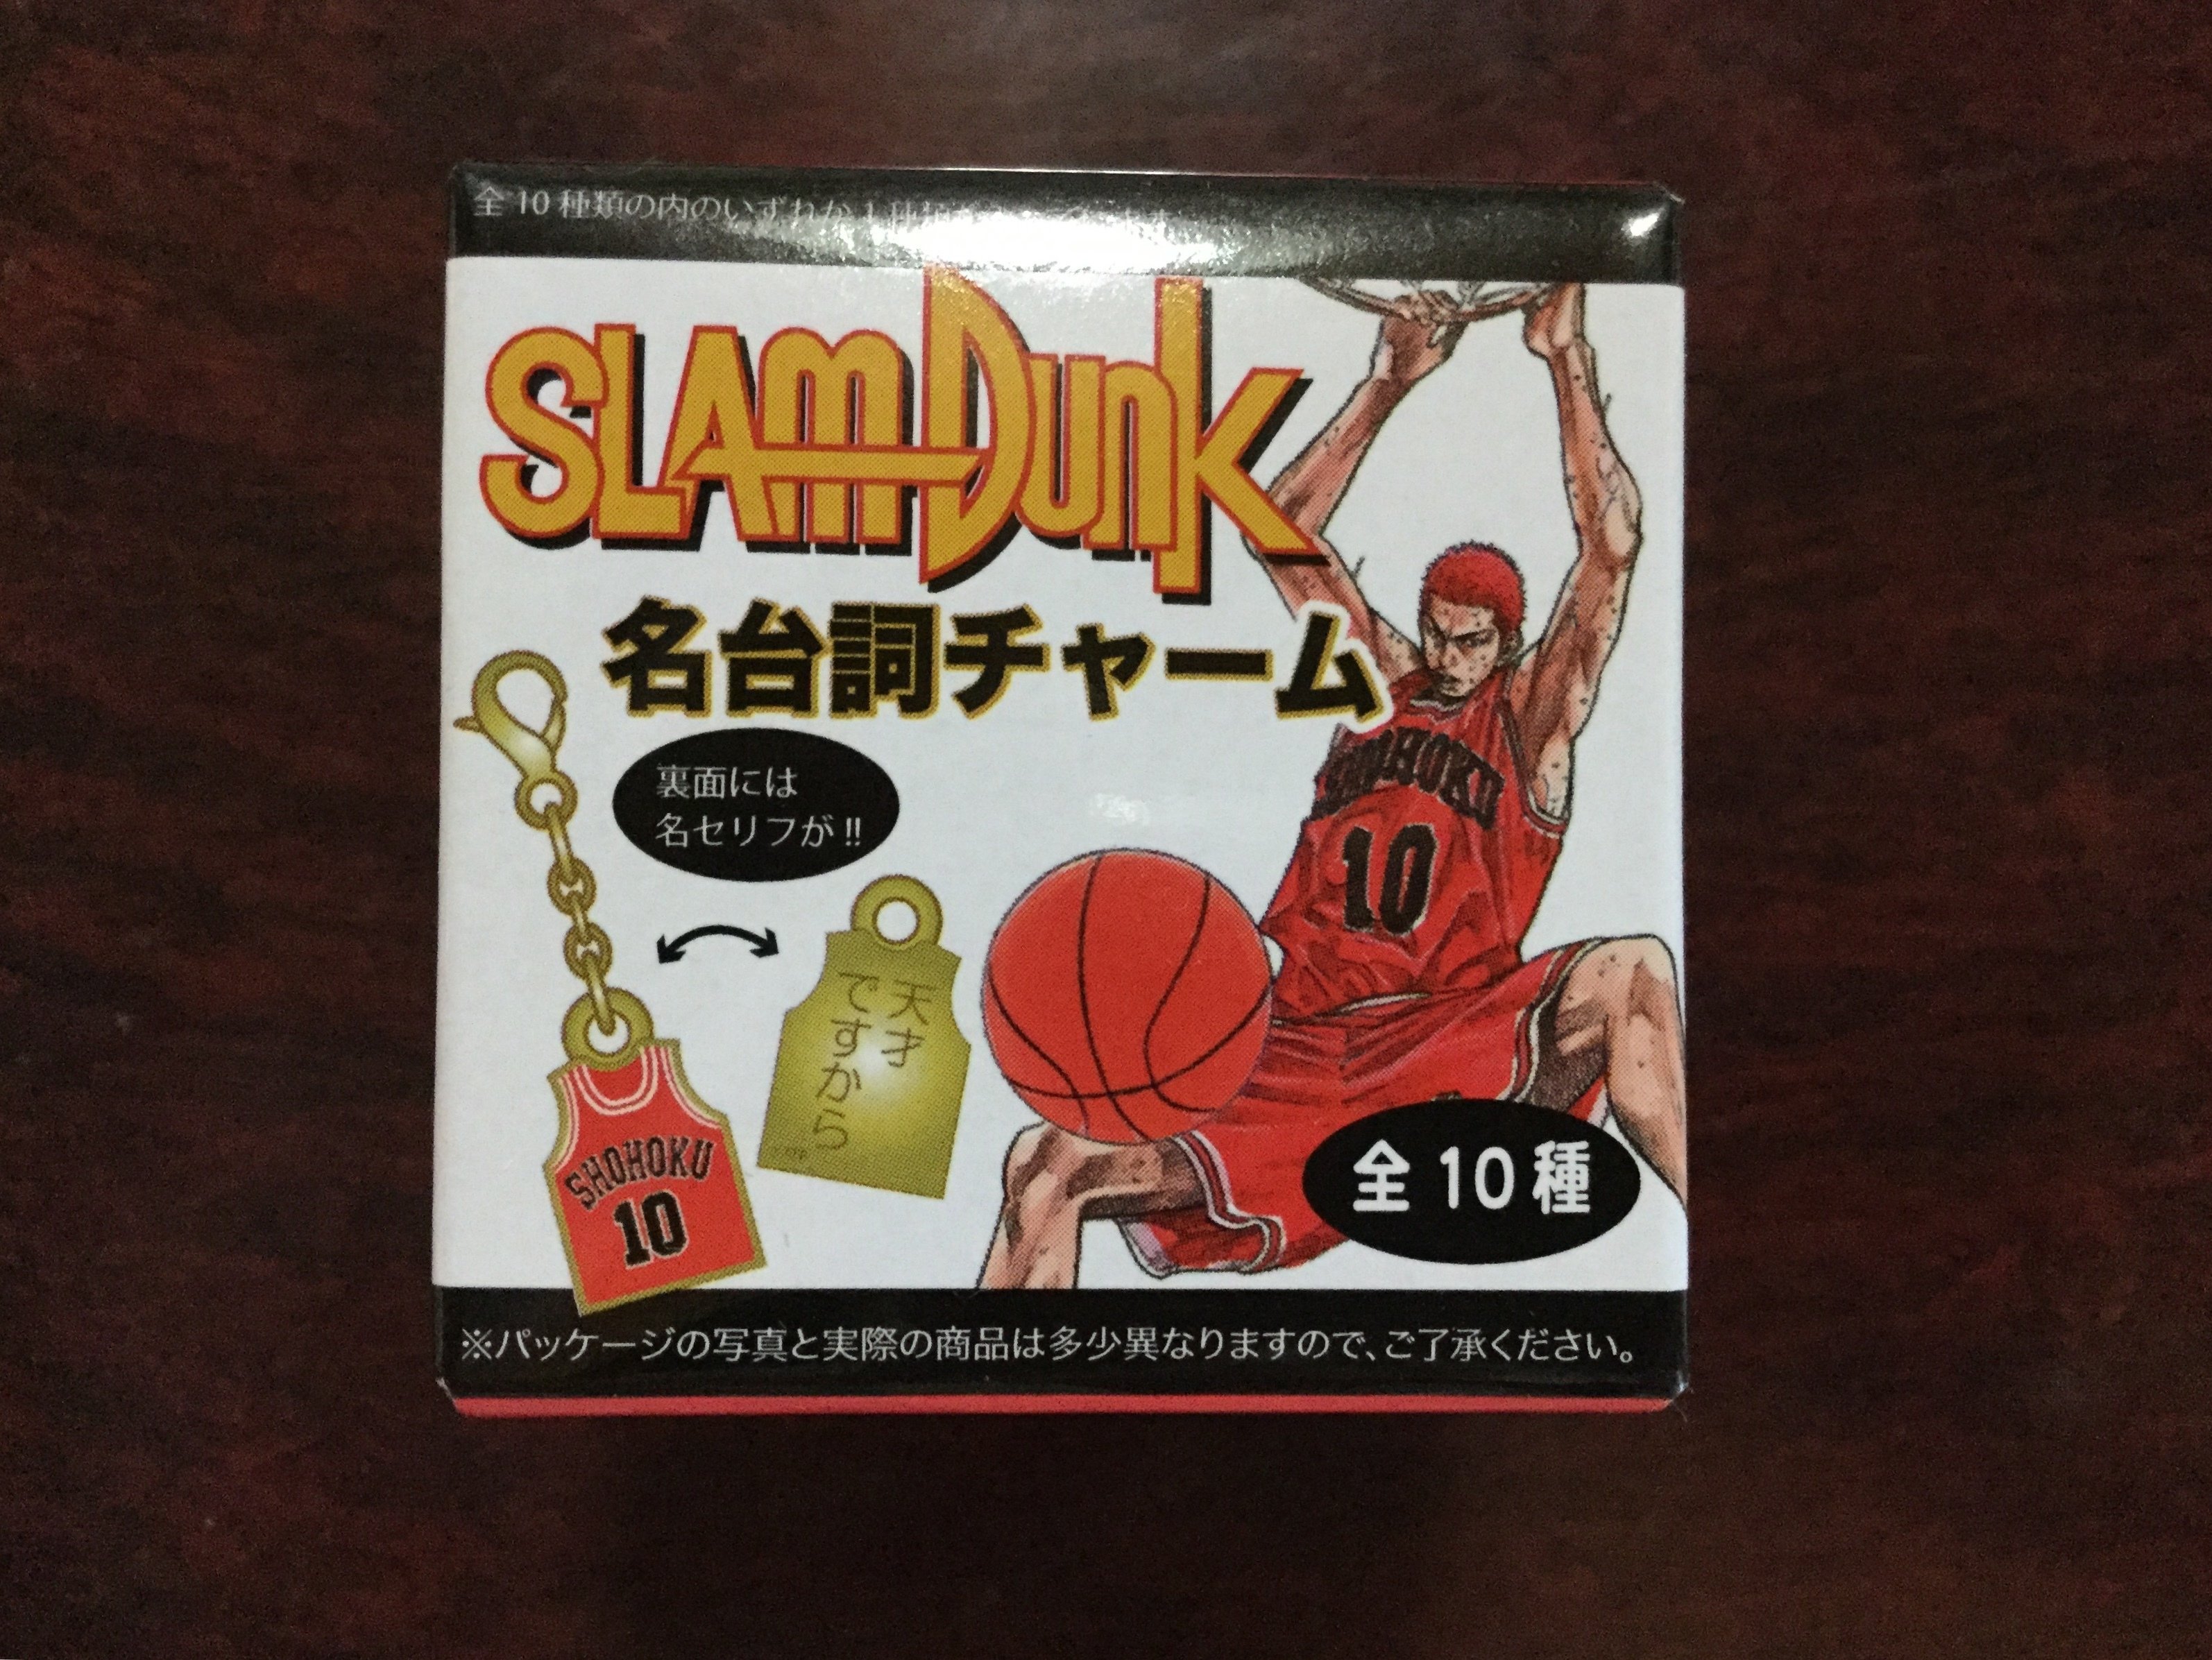 全10種類の内のいずれか1種類
SLAM DUNK
名台詞チャーム
裏面には
名セリフが!!
天才
ですから
SHOHOKU
10
SHOHOKU
10
全10種
※パッケージの写真と実際の商品は多少異なりますので、ご了承ください。